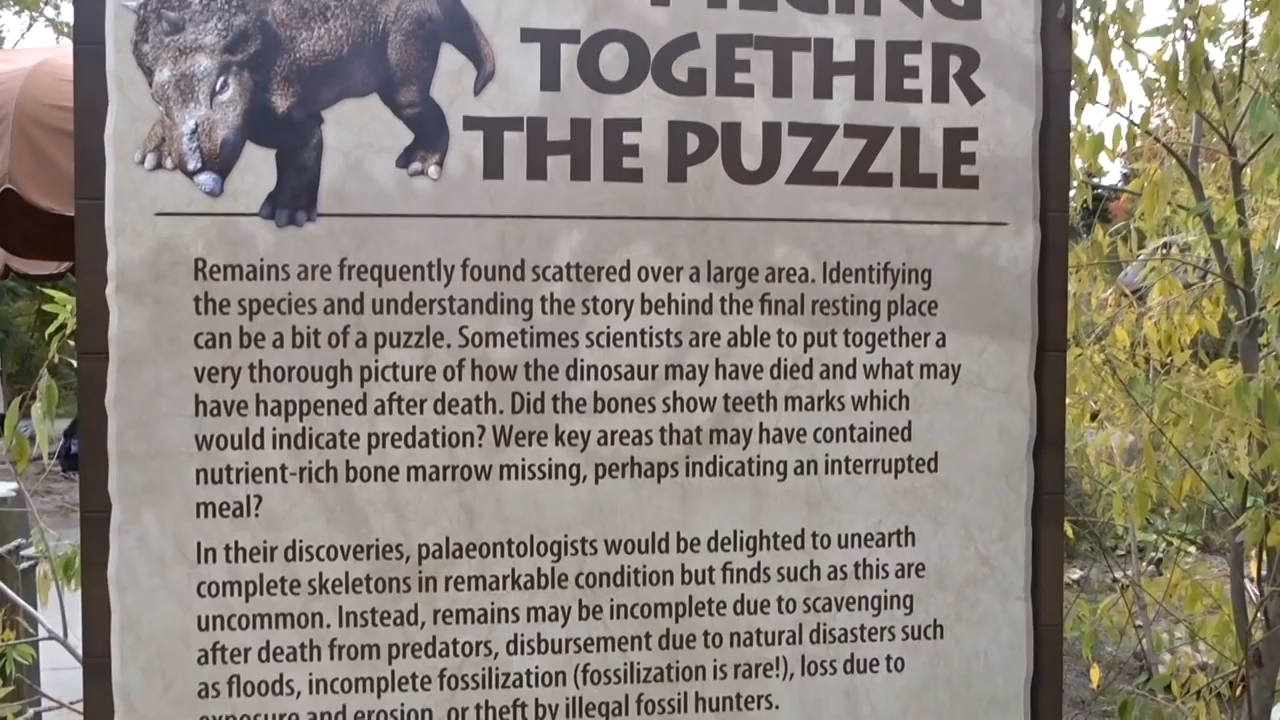 PIECING
TOGETHER
THE PUZZLE
Remains are frequently found scattered over a large area. Identifying
the species and understanding the story behind the final resting place
can be a bit of a puzzle. Sometimes scientists are able to put together a
very thorough picture of how the dinosaur may have died and what may
have happened after death. Did the bones show teeth marks which
would indicate predation? Were key areas that may have contained
nutrient-rich bone marrow missing, perhaps indicating an interrupted
meal?
In their discoveries, palaeontologists would be delighted to unearth
complete skeletons in remarkable condition but finds such as this are
uncommon. Instead, remains may be incomplete due to scavenging
after death from predators, disbursement due to natural disasters such
as floods, incomplete fossilization (fossilization is rare!), loss due to
exposure and erosion, or theft by illegal fossil hunters.